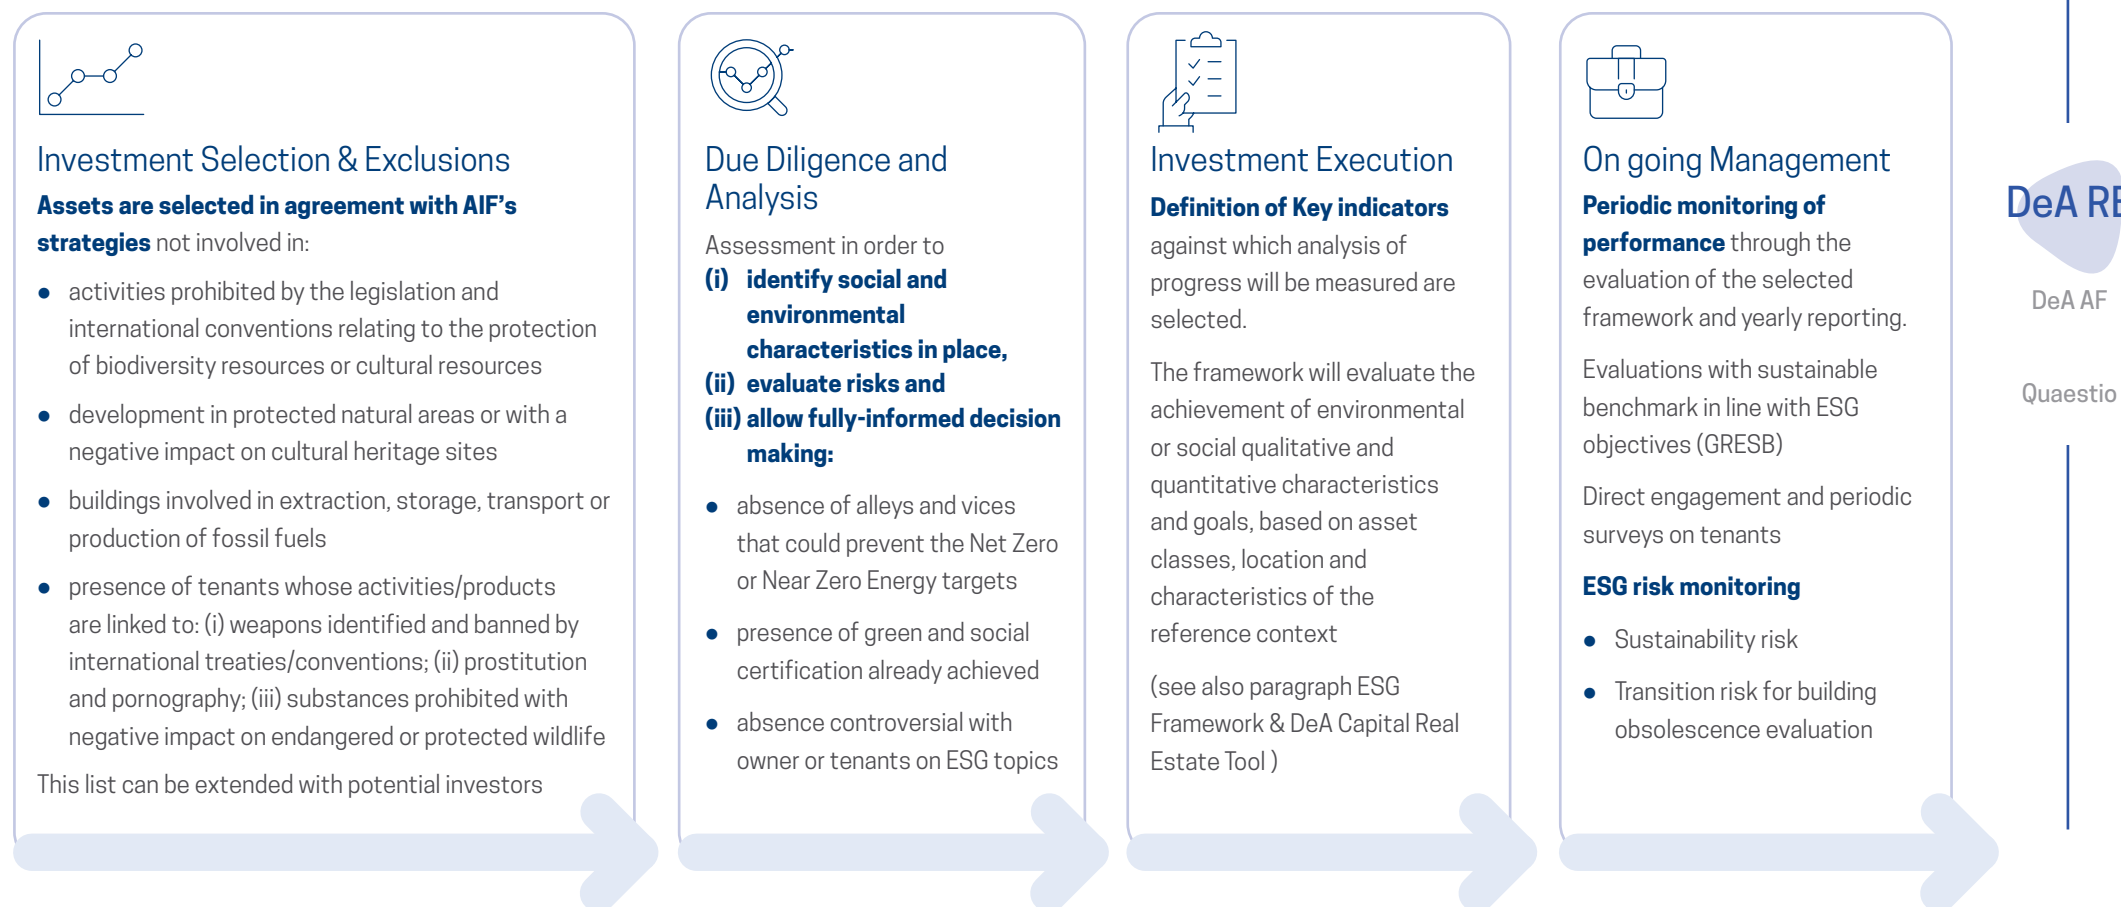 Investment Selection & Exclusions
Assets are selected in agreement with AIF's
strategies not involved in:
● activities prohibited by the legislation and
international conventions relating to the protection
of biodiversity resources or cultural resources
● development in protected natural areas or with a
negative impact on cultural heritage sites
● buildings involved in extraction, storage, transport or
production of fossil fuels
● presence of tenants whose activities/products
are linked to: (i) weapons identified and banned by
international treaties/conventions; (ii) prostitution
and pornography; (iii) substances prohibited with
negative impact on endangered or protected wildlife
This list can be extended with potential investors
Due Diligence and
Analysis
Assessment in order to
(i) identify social and
environmental
characteristics in place,
(ii) evaluate risks and
(iii) allow fully-informed decision
making:
● absence of alleys and vices
that could prevent the Net Zero
or Near Zero Energy targets
● presence of green and social
certification already achieved
● absence controversial with
owner or tenants on ESG topics
Investment Execution
Definition of Key indicators
against which analysis of
progress will be measured are
selected.
The framework will evaluate the
achievement of environmental
or social qualitative and
quantitative characteristics
and goals, based on asset
classes, location and
characteristics of the
reference context
(see also paragraph ESG
Framework & DeA Capital Real
Estate Tool )
On going Management
Periodic monitoring of
performance through the
evaluation of the selected
framework and yearly reporting.
Evaluations with sustainable
benchmark in line with ESG
objectives (GRESB)
Direct engagement and periodic
surveys on tenants
ESG risk monitoring
● Sustainability risk
● Transition risk for building
obsolescence evaluation
DeA RE
DeA AF
Quaestio